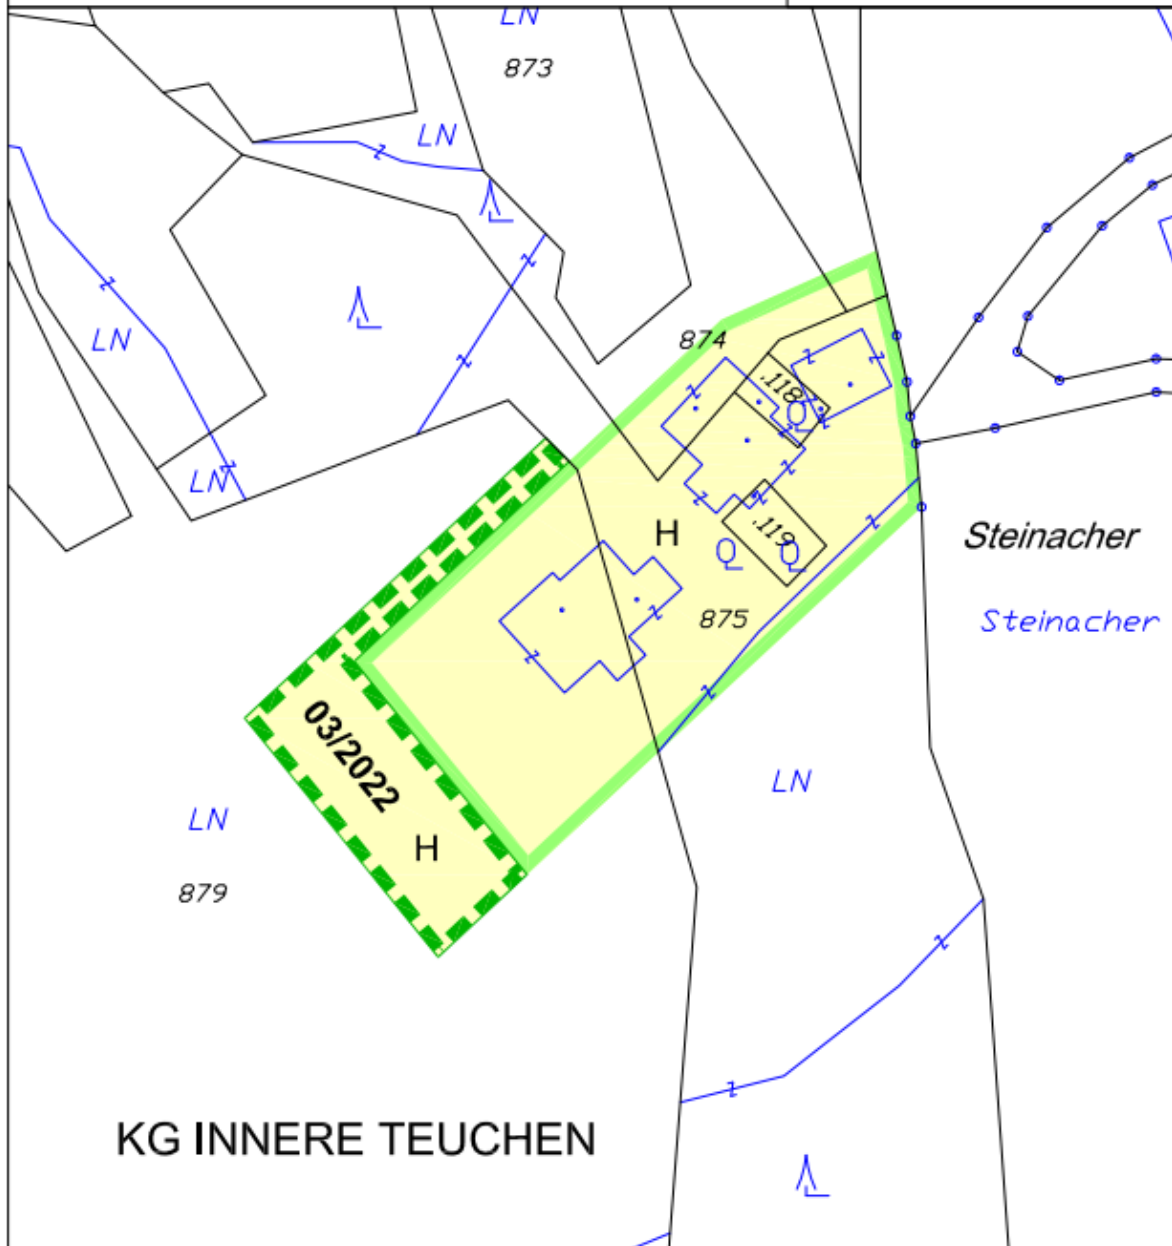 LN
873
LN
LN
874
.118
LN
H
.119
Steinacher
875
Steinacher
03/2022
LN
LN
H
879
KG INNERE TEUCHEN